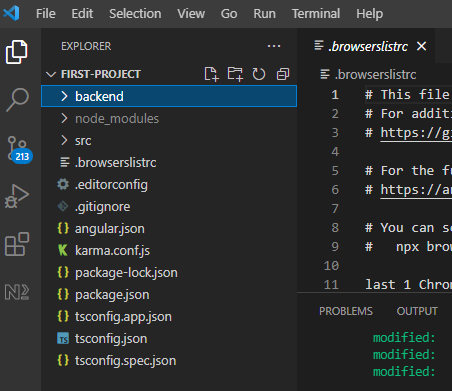 File Edit Selection View Go Run Terminal Help
EXPLORER
.browserslistrc
FIRST-PROJECT
.browserslistrc
backend
node_modules
src
.browserslistrc
.editorconfig
.gitignore
angular.json
karma.conf.js
package-lock.json
package.json
tsconfig.app.json
tsconfig.json
tsconfig.spec.json
213
1 # This file
2 # For additi
3 # https://gi
4
5 # For the fu
6 # https://an
7
8 # You can se
9 # npx brow
10
11 last 1 Chrom
PROBLEMS OUTPUT
modified:
modified:
modified: